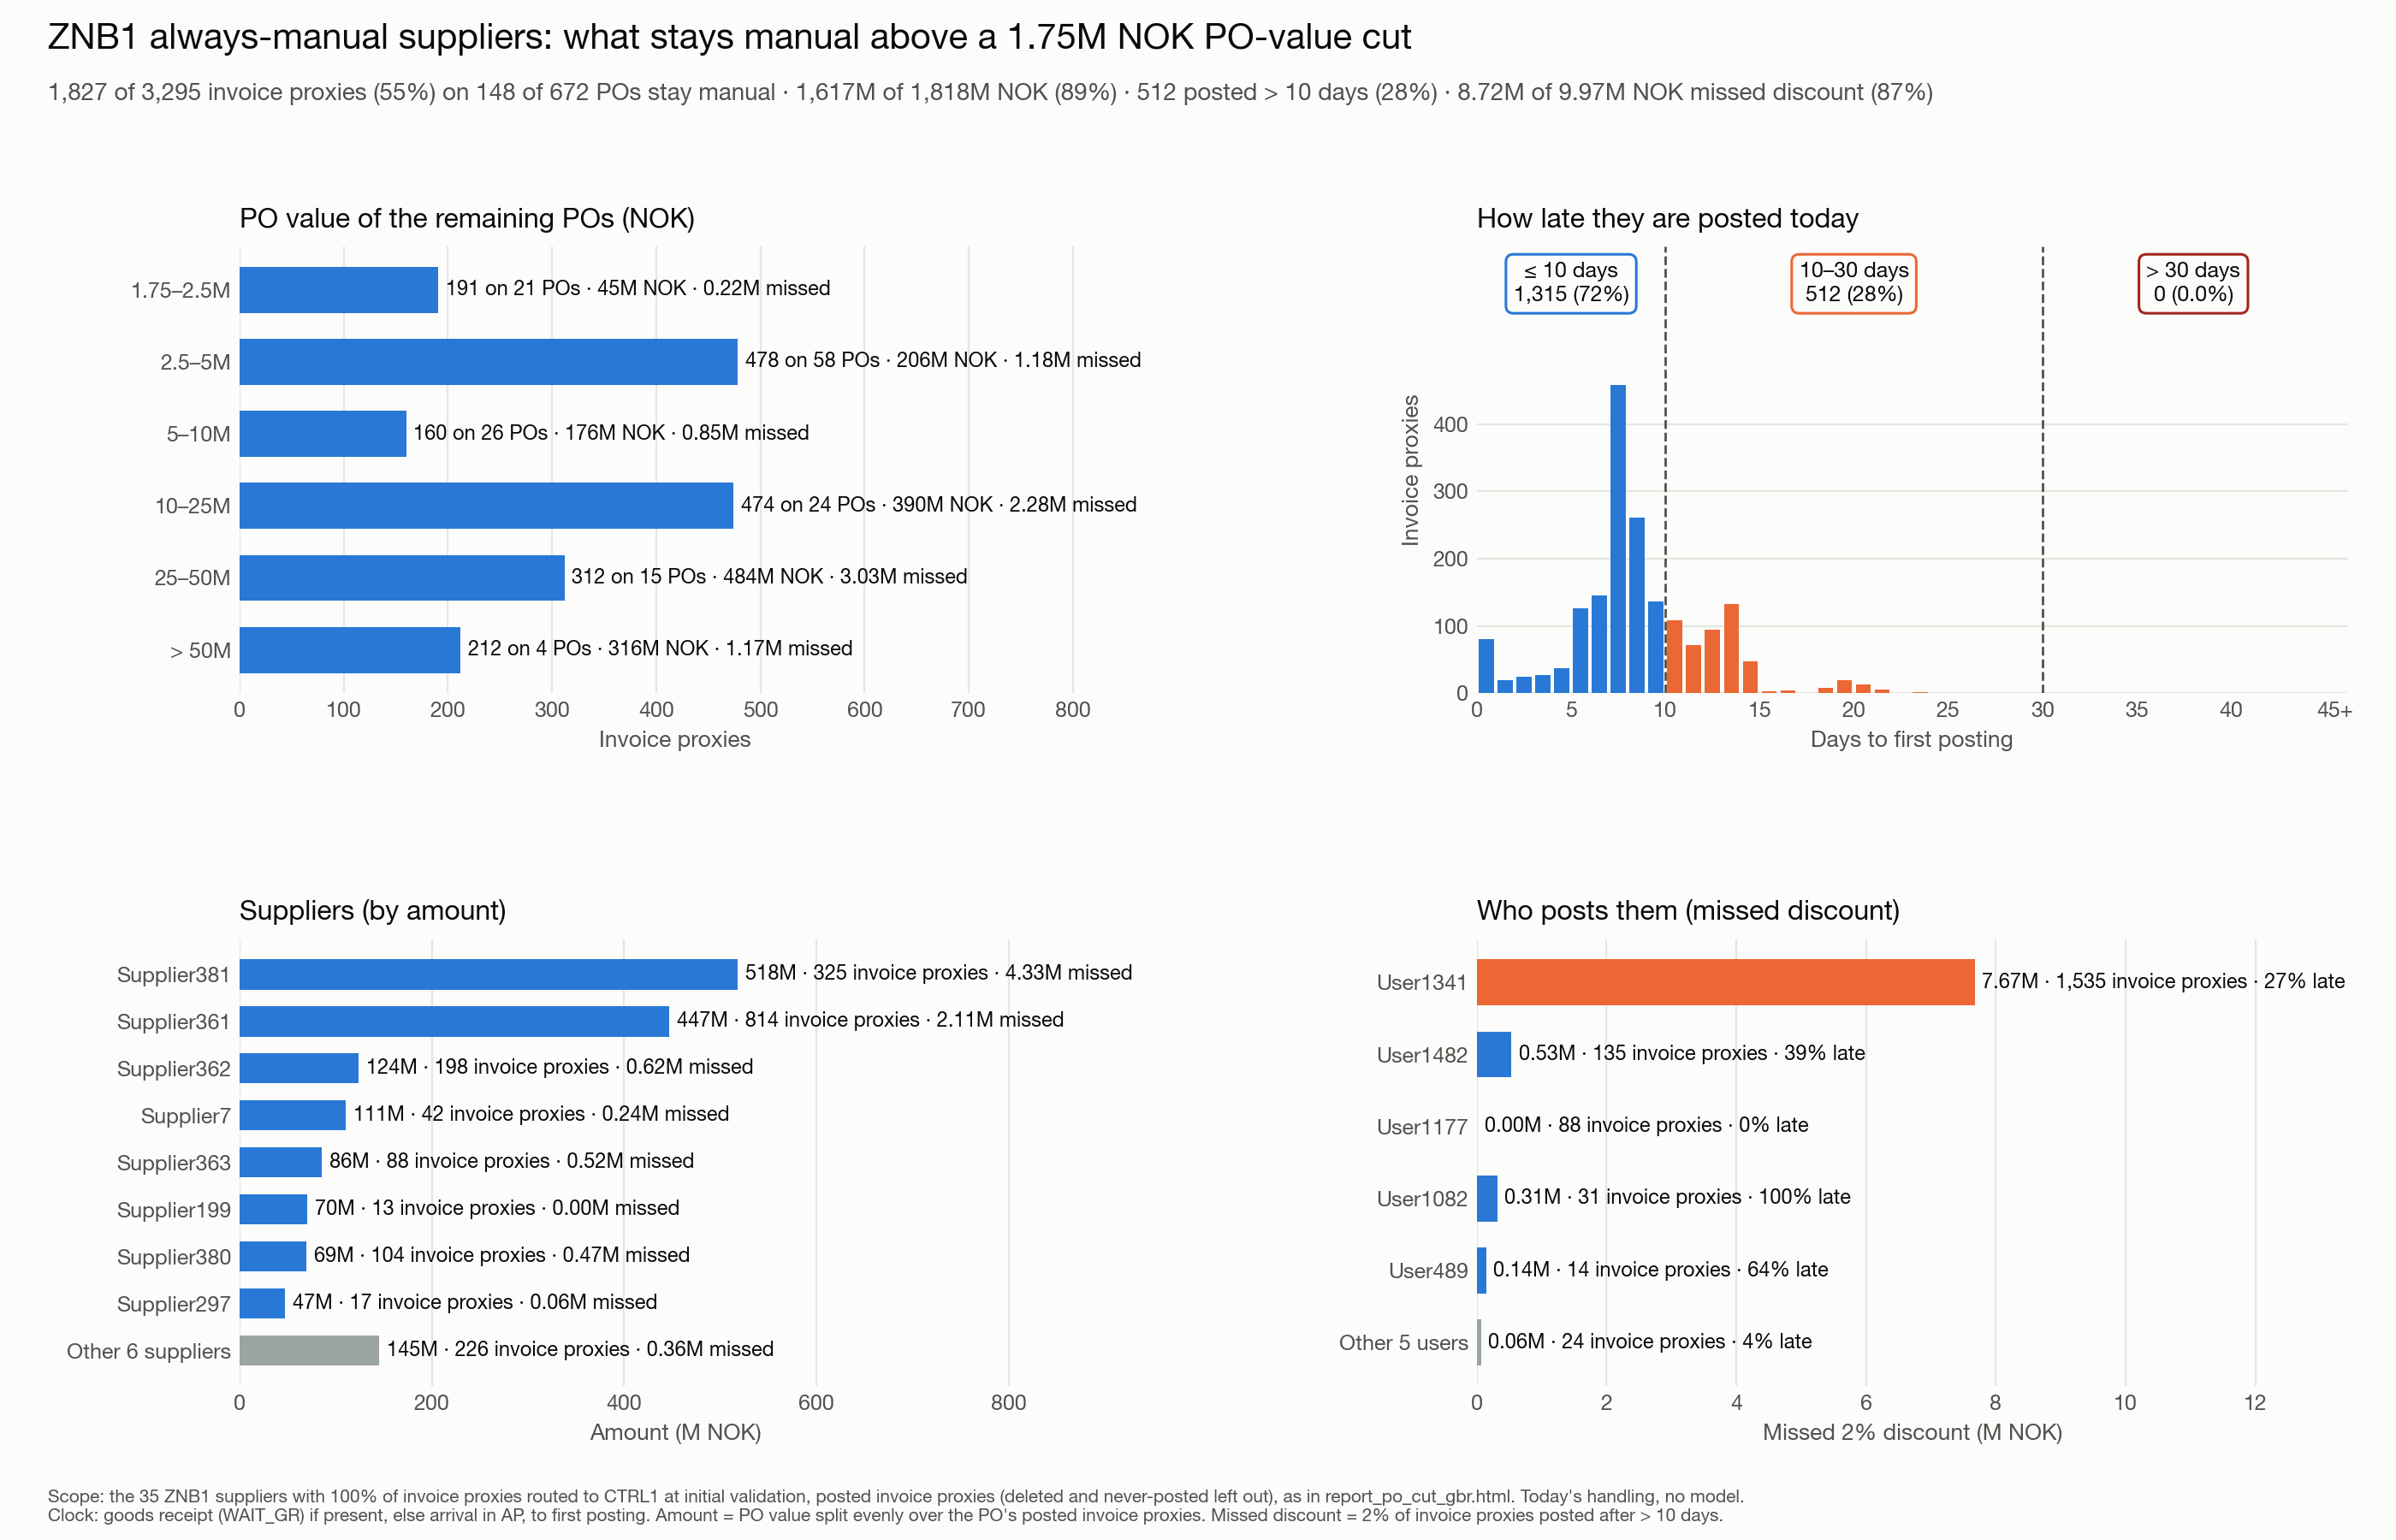 ZNB1 always-manual suppliers: what stays manual above a 1.75M NOK PO-value cut
1,827 of 3,295 invoice proxies (55%) on 148 of 672 POs stay manual · 1,617M of 1,818M NOK (89%) · 512 posted > 10 days (28%) · 8.72M of 9.97M NOK missed discount (87%)
PO value of the remaining POs (NOK)
1.75–2.5M
191 on 21 POs · 45M NOK · 0.22M missed
2.5–5M
478 on 58 POs · 206M NOK · 1.18M missed
5–10M
160 on 26 POs · 176M NOK · 0.85M missed
10–25M
474 on 24 POs · 390M NOK · 2.28M missed
25–50M
312 on 15 POs · 484M NOK · 3.03M missed
> 50M
212 on 4 POs · 316M NOK · 1.17M missed
0 100 200 300 400 500 600 700 800
Invoice proxies
How late they are posted today
≤ 10 days
1,315 (72%)
10–30 days
512 (28%)
> 30 days
0 (0.0%)
Invoice proxies
400
300
200
100
0
0 5 10 15 20 25 30 35 40 45+
Days to first posting
Suppliers (by amount)
Supplier381
518M · 325 invoice proxies · 4.33M missed
Supplier361
447M · 814 invoice proxies · 2.11M missed
Supplier362
124M · 198 invoice proxies · 0.62M missed
Supplier7
111M · 42 invoice proxies · 0.24M missed
Supplier363
86M · 88 invoice proxies · 0.52M missed
Supplier199
70M · 13 invoice proxies · 0.00M missed
Supplier380
69M · 104 invoice proxies · 0.47M missed
Supplier297
47M · 17 invoice proxies · 0.06M missed
Other 6 suppliers
145M · 226 invoice proxies · 0.36M missed
0 200 400 600 800
Amount (M NOK)
Who posts them (missed discount)
User1341
7.67M · 1,535 invoice proxies · 27% late
User1482
0.53M · 135 invoice proxies · 39% late
User1177
0.00M · 88 invoice proxies · 0% late
User1082
0.31M · 31 invoice proxies · 100% late
User489
0.14M · 14 invoice proxies · 64% late
Other 5 users
0.06M · 24 invoice proxies · 4% late
0 2 4 6 8 10 12
Missed 2% discount (M NOK)
Scope: the 35 ZNB1 suppliers with 100% of invoice proxies routed to CTRL1 at initial validation, posted invoice proxies (deleted and never-posted left out), as in report_po_cut_gbr.html. Today's handling, no model.
Clock: goods receipt (WAIT_GR) if present, else arrival in AP, to first posting. Amount = PO value split evenly over the PO's posted invoice proxies. Missed discount = 2% of invoice proxies posted after > 10 days.